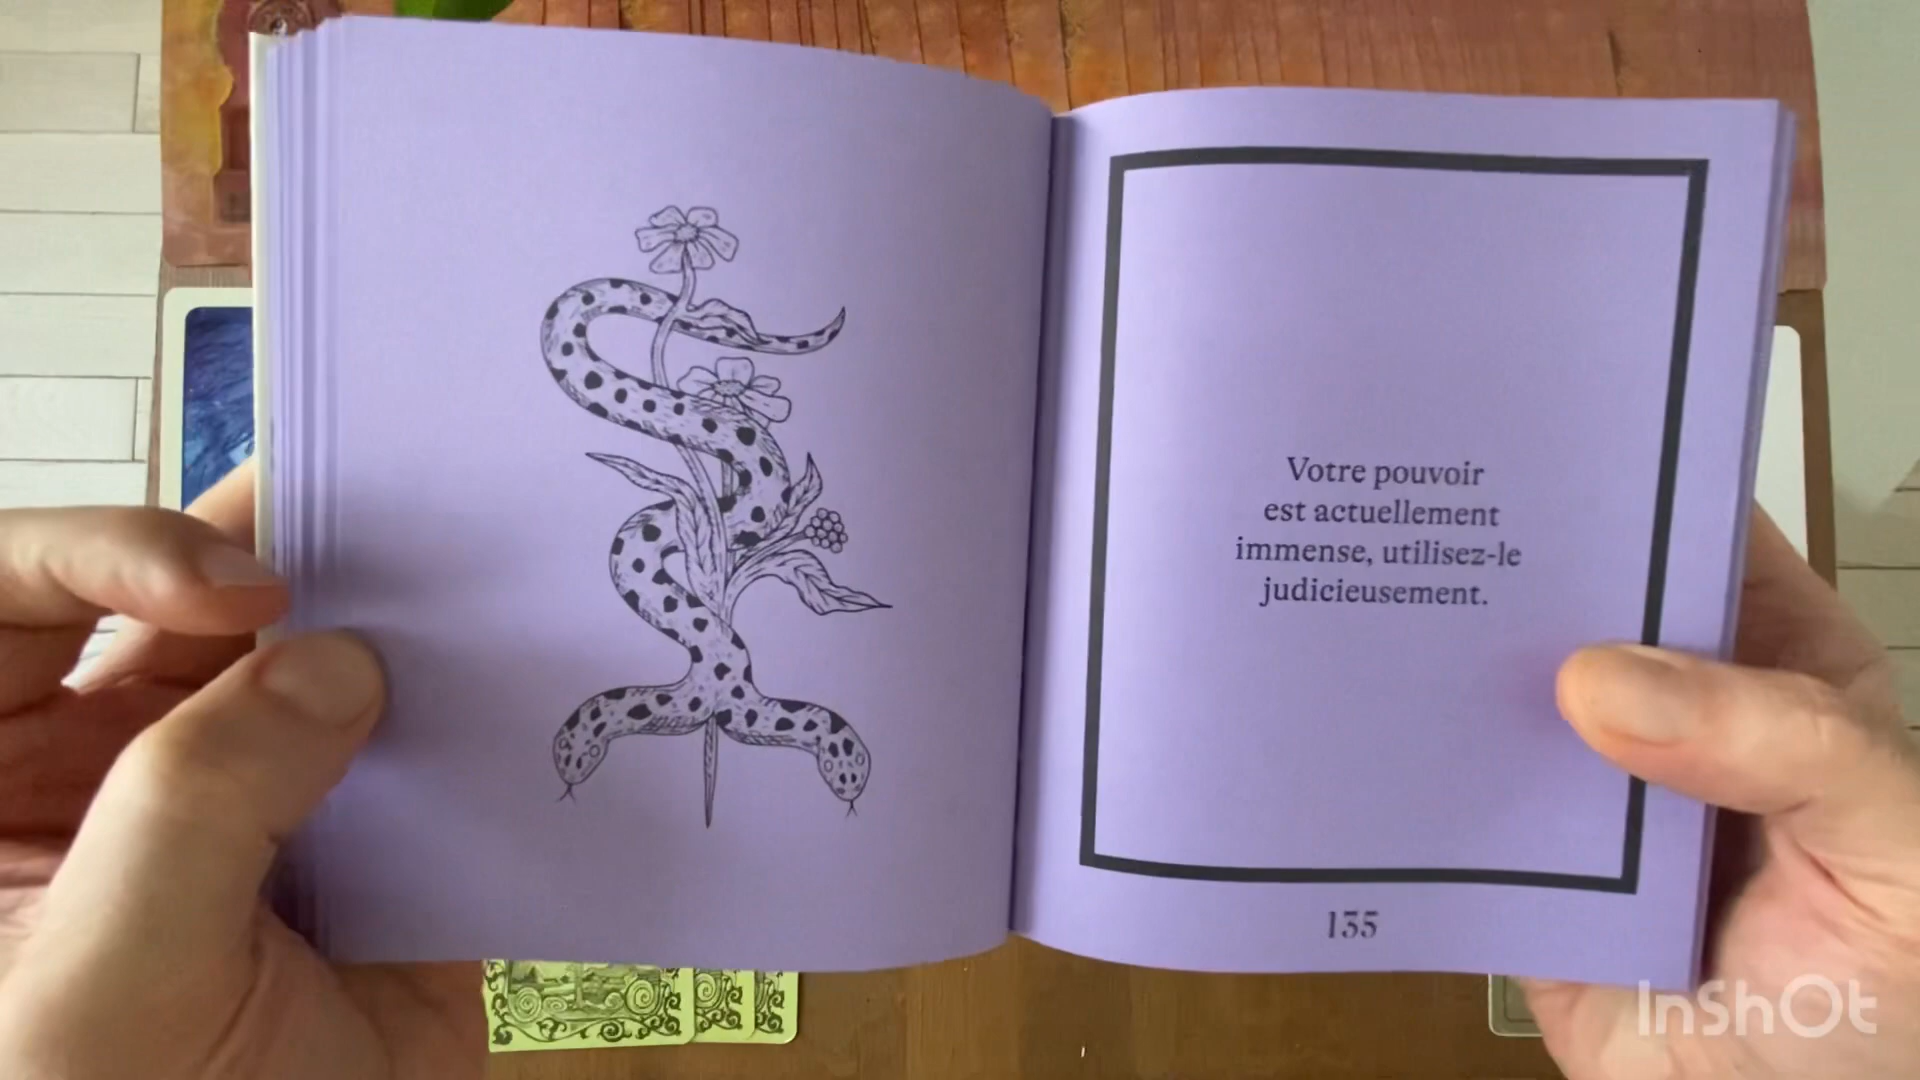 Votre pouvoir
est actuellement
immense, utilisez-le
judicieusement.
135
InShOt